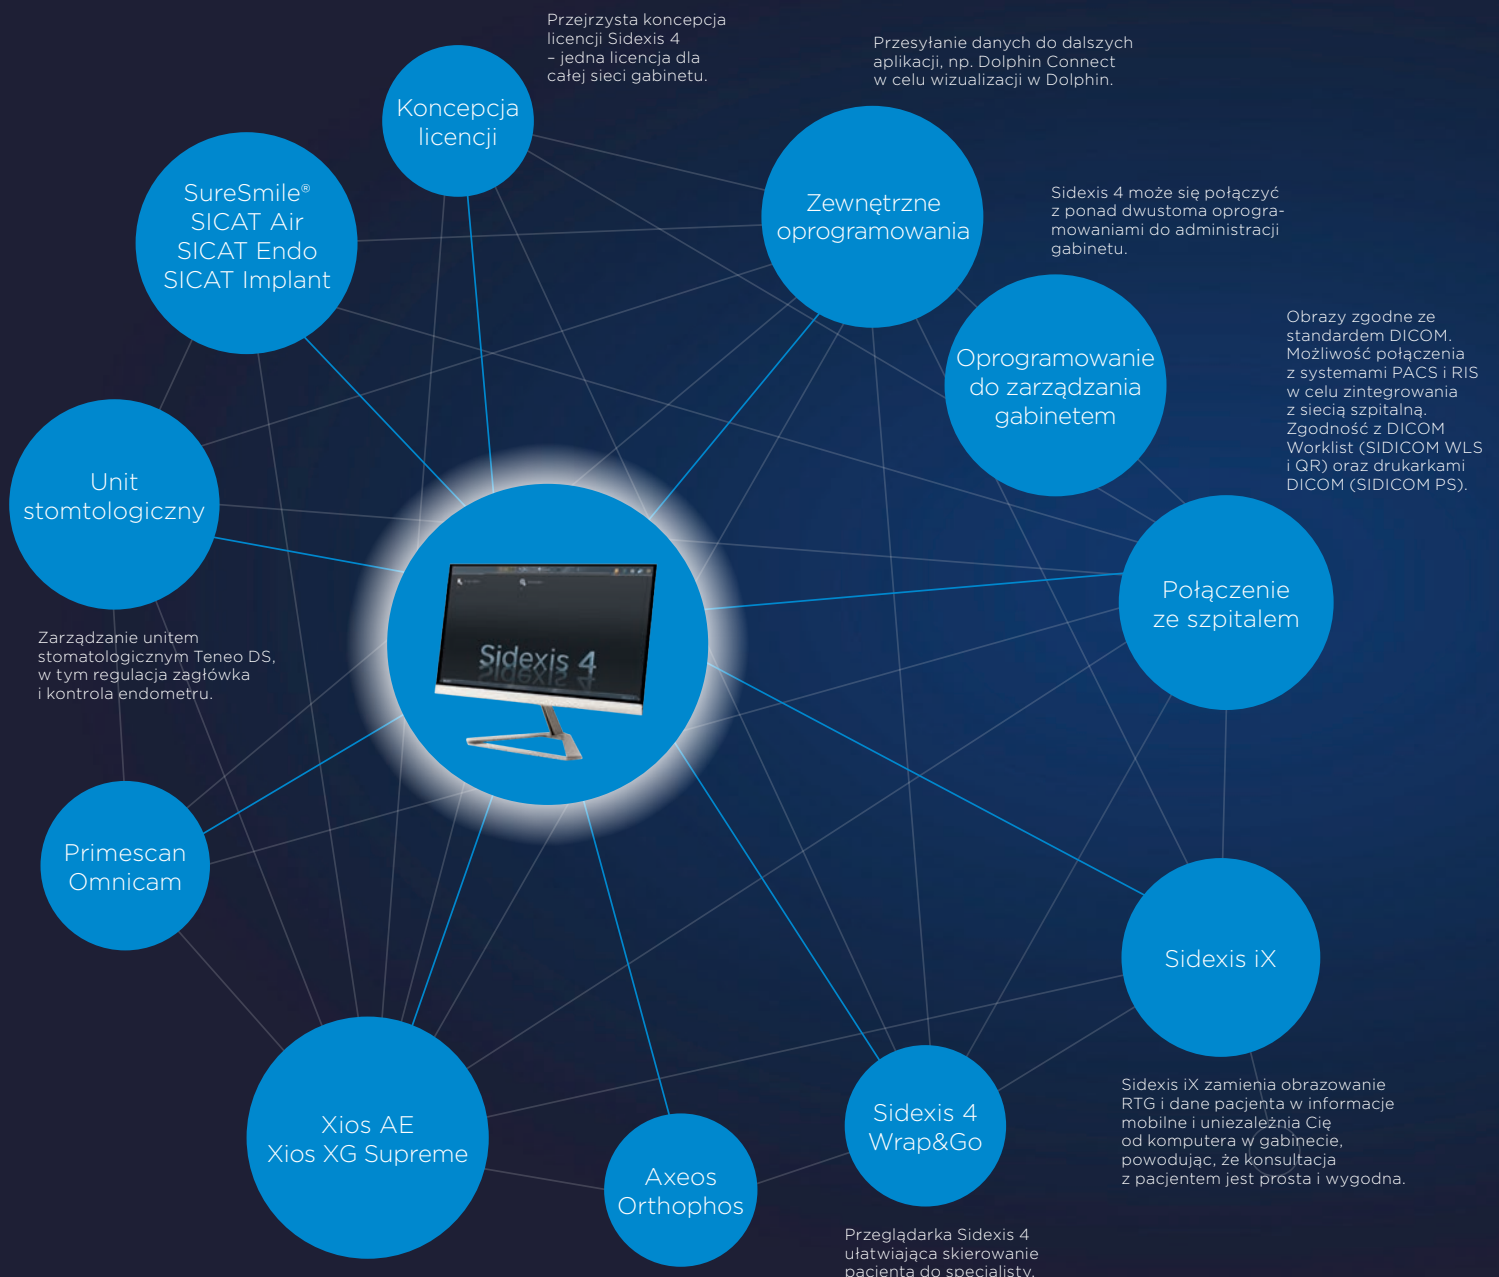 Przejrzysta koncepcja
licencji Sidexis 4
– jedna licencja dla
całej sieci gabinetu.
Koncepcja
licencji
Przesyłanie danych do dalszych
aplikacji, np. Dolphin Connect
w celu wizualizacji w Dolphin.
Zewnętrzne
oprogramowania
SureSmile®
SICAT Air
SICAT Endo
SICAT Implant
Sidexis 4 może się połączyć
z ponad dwustoma oprogra-
mowaniami do administracji
gabinetu.
Oprogramowanie
do zarządzania
gabinetem
Obrazy zgodne ze
standardem DICOM.
Możliwość połączenia
z systemami PACS i RIS
w celu zintegrowania
z siecią szpitalną.
Zgodność z DICOM
Worklist (SIDICOM WLS
i QR) oraz drukarkami
DICOM (SIDICOM PS).
Unit
stomtologiczny
Połączenie
ze szpitalem
Zarządzanie unitem
stomatologicznym Teneo DS,
w tym regulacja zagłówka
i kontrola endometru.
Sidexis 4
Primescan
Omnicam
Sidexis iX
Sidexis iX zamienia obrazowanie
RTG i dane pacjenta w informacje
mobilne i uniezależnia Cię
od komputera w gabinecie,
powodując, że konsultacja
z pacjentem jest prosta i wygodna.
Xios AE
Xios XG Supreme
Axeos
Orthophos
Sidexis 4
Wrap&Go
Przeglądarka Sidexis 4
ułatwiająca skierowanie
pacjenta do specjalisty.